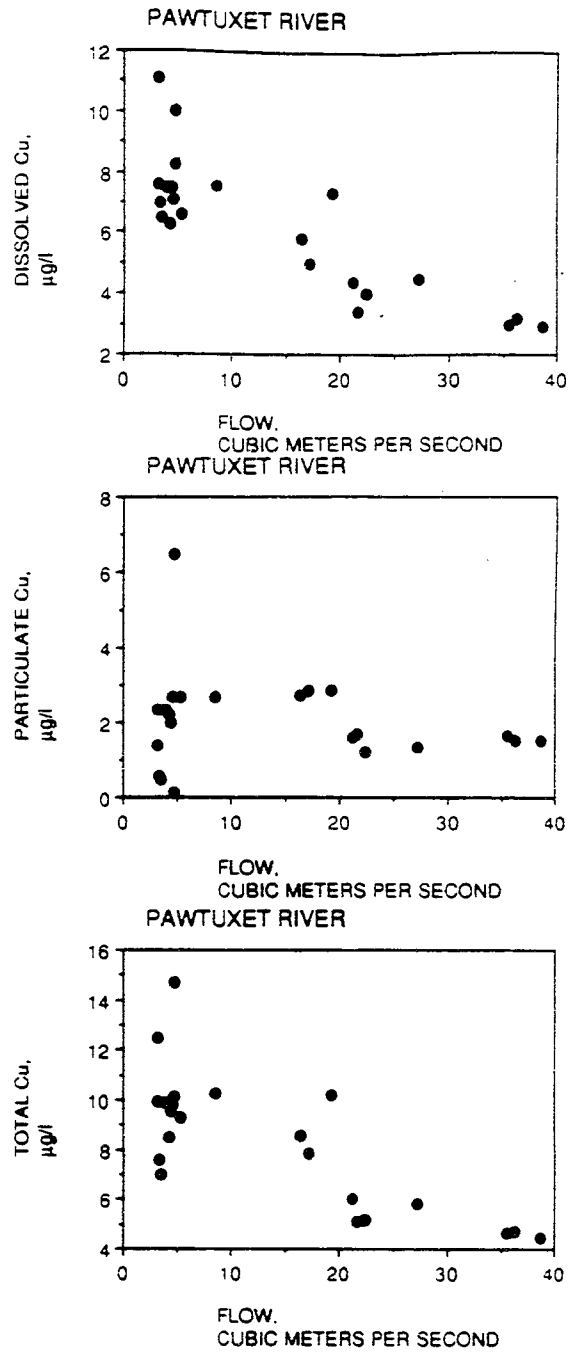 PAWTUXET RIVER
12
10
8
6
4
2
DISSOLVED Cu,
µg/l
0 10 20 30 40
FLOW.
CUBIC METERS PER SECOND
PAWTUXET RIVER
8
6
4
2
0
PARTICULATE Cu,
µg/l
0 10 20 30 40
FLOW.
CUBIC METERS PER SECOND
PAWTUXET RIVER
16
14
12
10
8
6
4
TOTAL Cu,
µg/l
0 10 20 30 40
FLOW.
CUBIC METERS PER SECOND